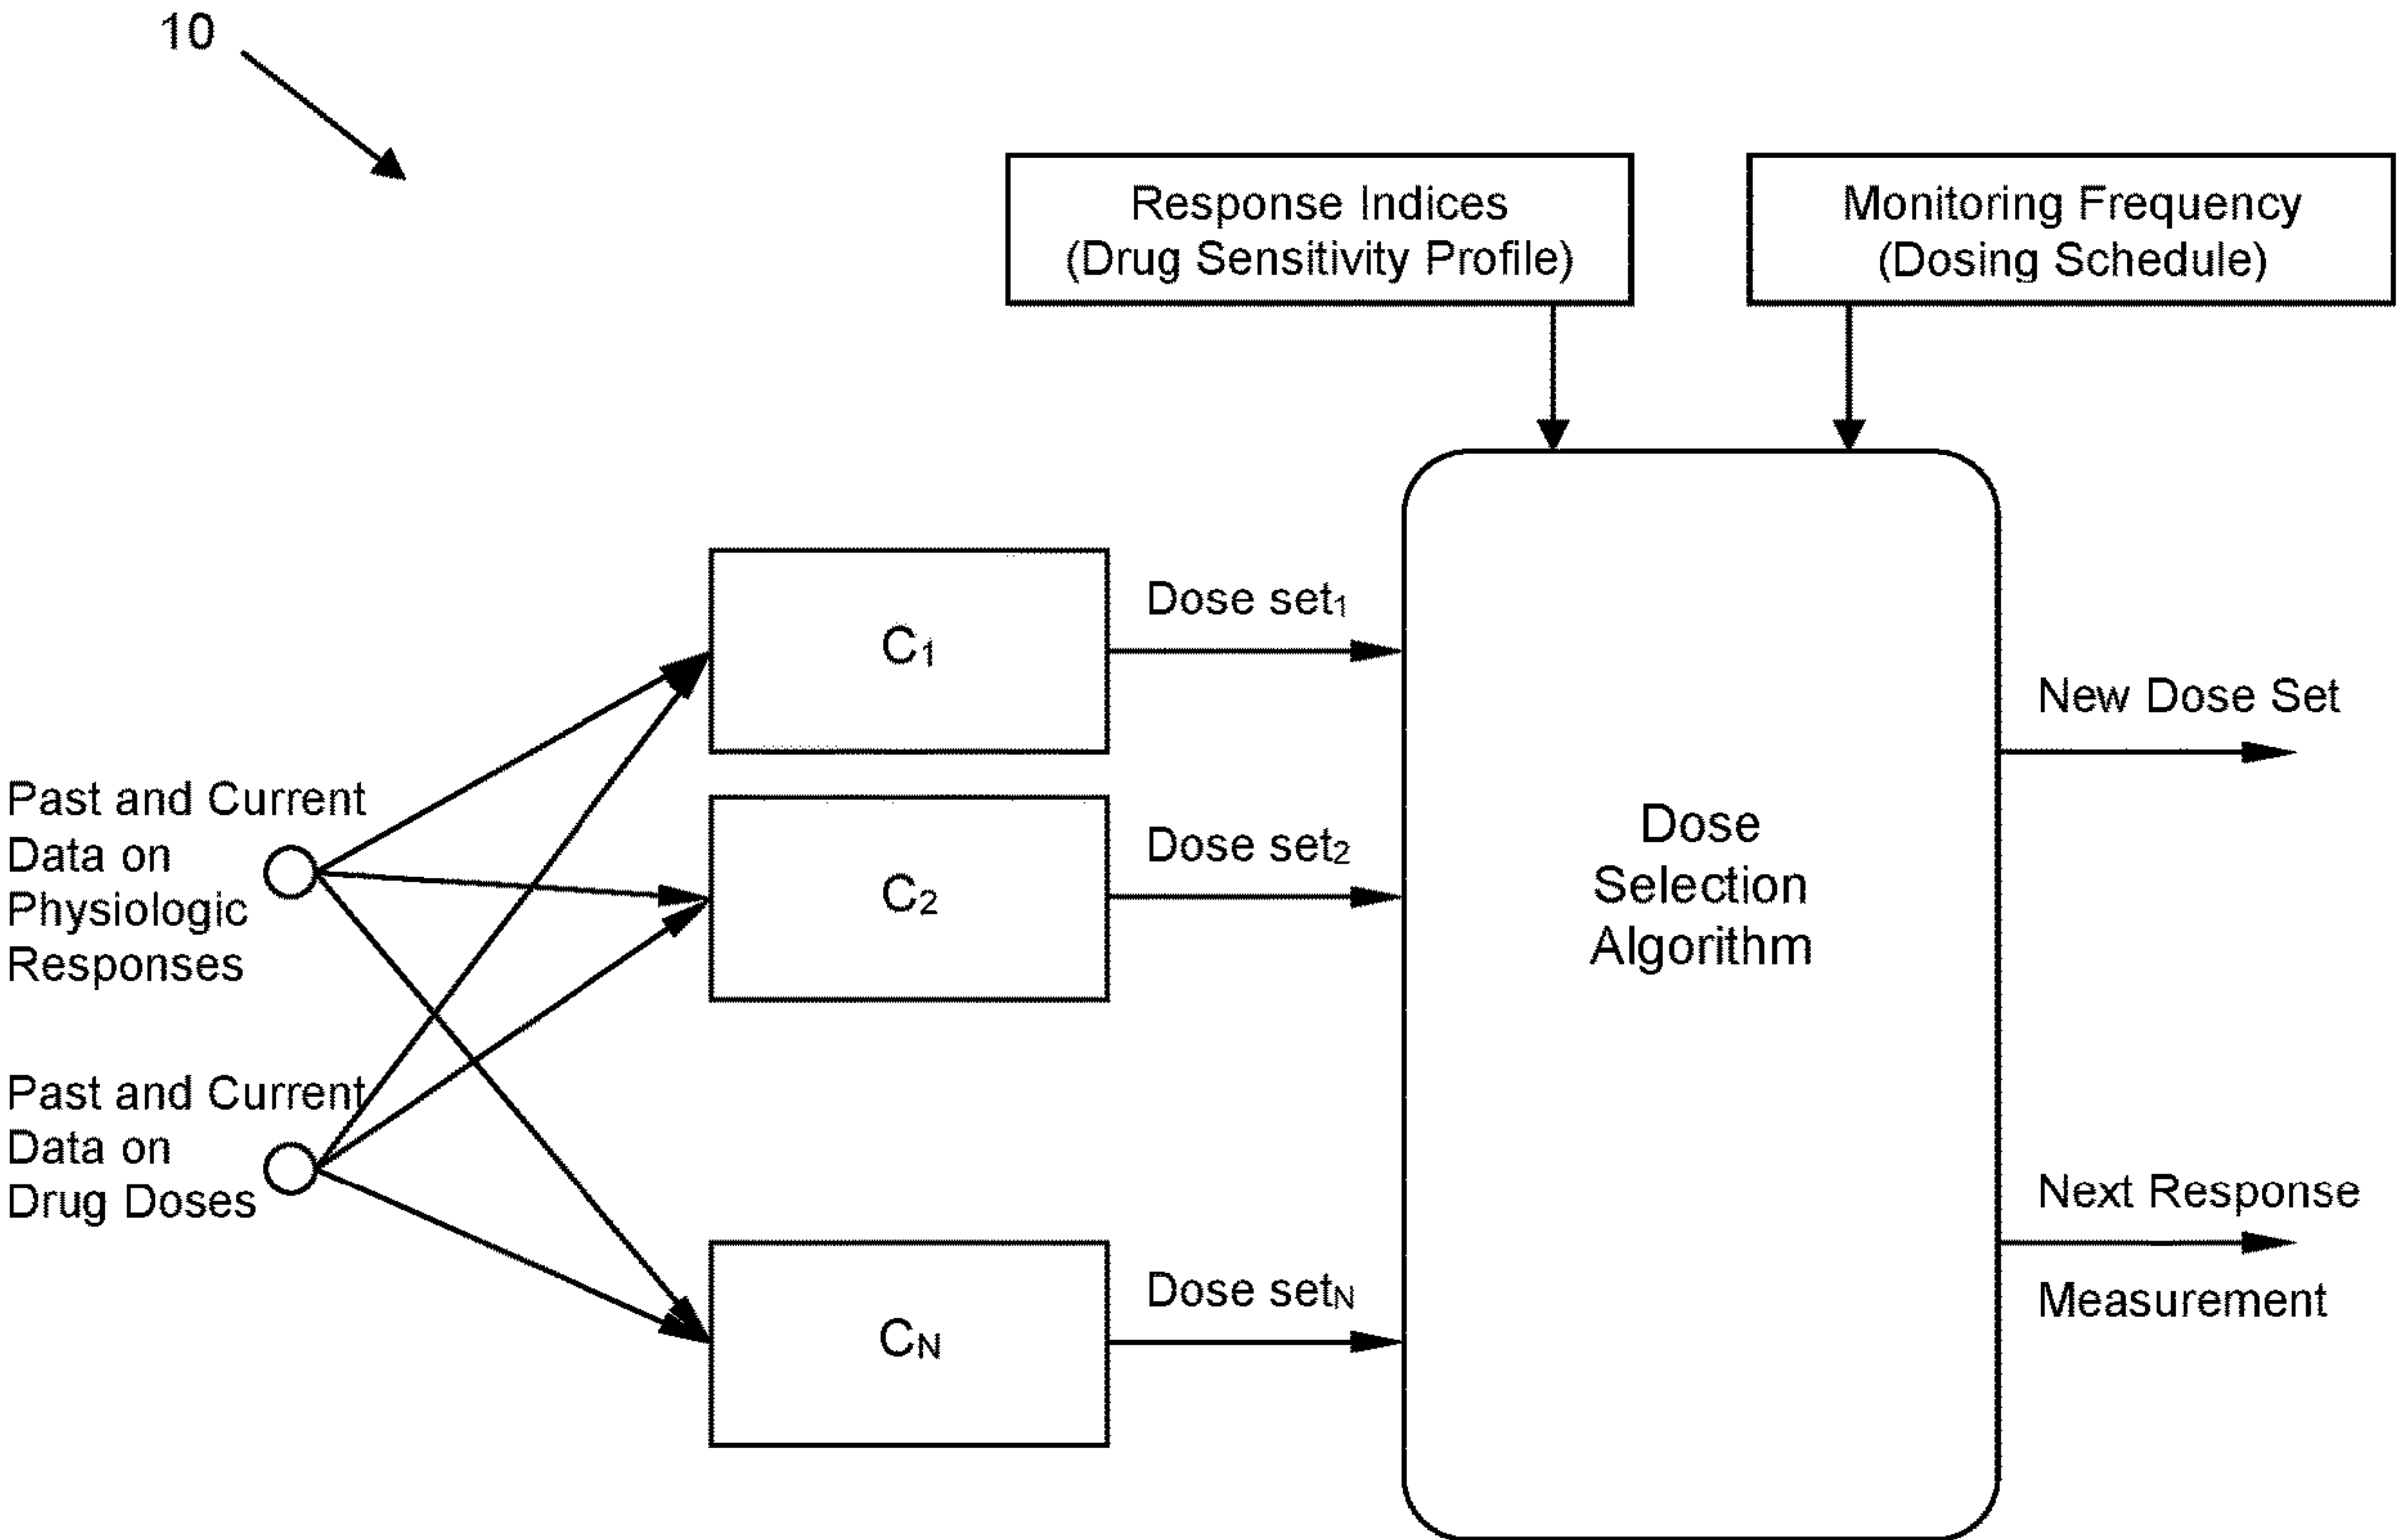 10
Response Indices
(Drug Sensitivity Profile)
Monitoring Frequency
(Dosing Schedule)
Past and Current
Data on
Physiologic
Responses
Past and Current
Data on
Drug Doses
C₁
C₂
C_N
Dose set₁
Dose set₂
Dose set_N
Dose
Selection
Algorithm
New Dose Set
Next Response
Measurement